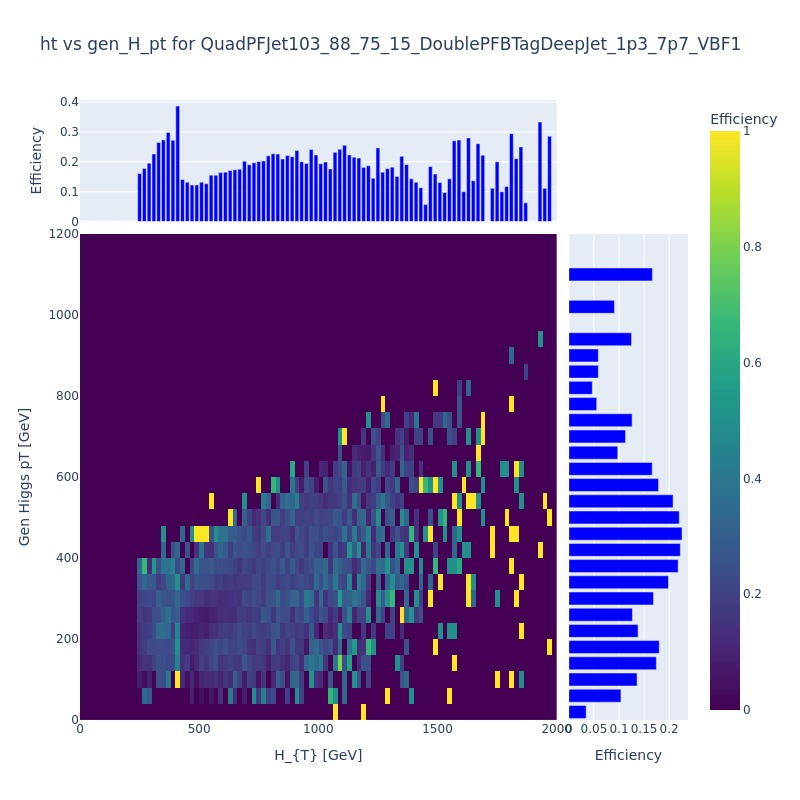 ht vs gen_H_pt for QuadPFJet103_88_75_15_DoublePFBTagDeepJet_1p3_7p7_VBF1
Efficiency
0.4
0.3
0.2
0.1
0
Efficiency
1
0.8
0.6
0.4
0.2
0
Gen Higgs pT [GeV]
1200
1000
800
600
400
200
0
0 500 1000 1500 2000
H_{T} [GeV]
0 0.05 0.1 0.15 0.2
Efficiency